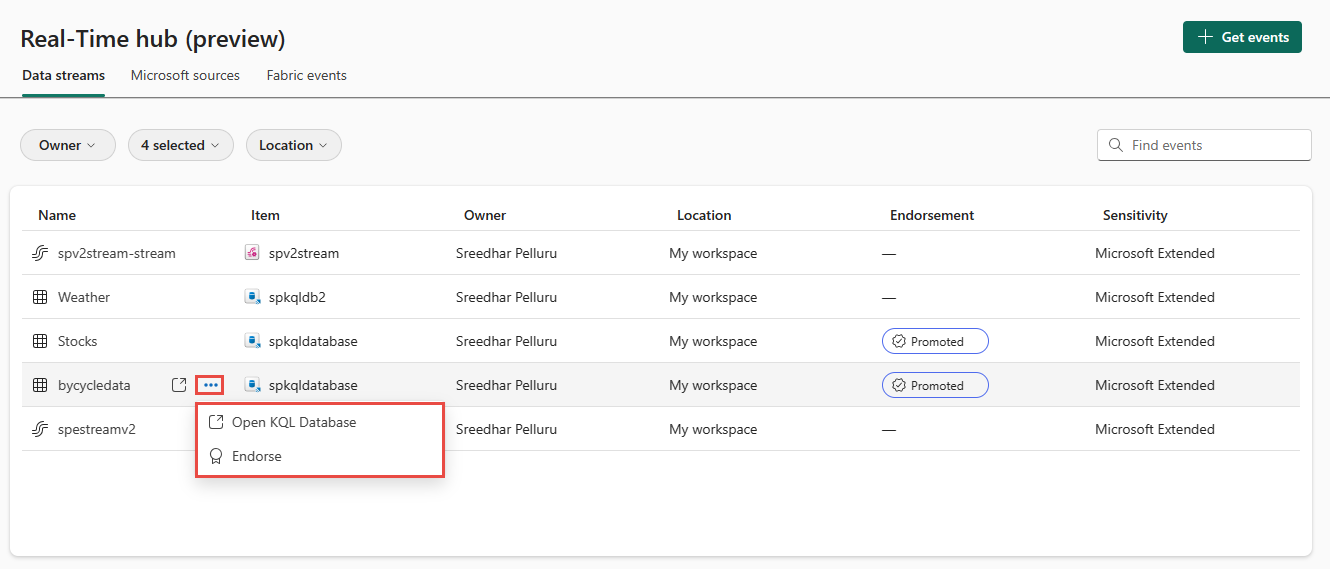 Real-Time hub (preview)
Get events
Data streams Microsoft sources Fabric events
Owner 4 selected Location
Find events
Name Item Owner Location Endorsement Sensitivity
spv2stream-stream spv2stream Sreedhar Pelluru My workspace — Microsoft Extended
Weather spkqldb2 Sreedhar Pelluru My workspace — Microsoft Extended
Stocks spkqldatabase Sreedhar Pelluru My workspace Promoted Microsoft Extended
bycycledata ••• spkqldatabase Sreedhar Pelluru My workspace Promoted Microsoft Extended
Open KQL Database
Endorse
spestreamv2 Sreedhar Pelluru My workspace — Microsoft Extended